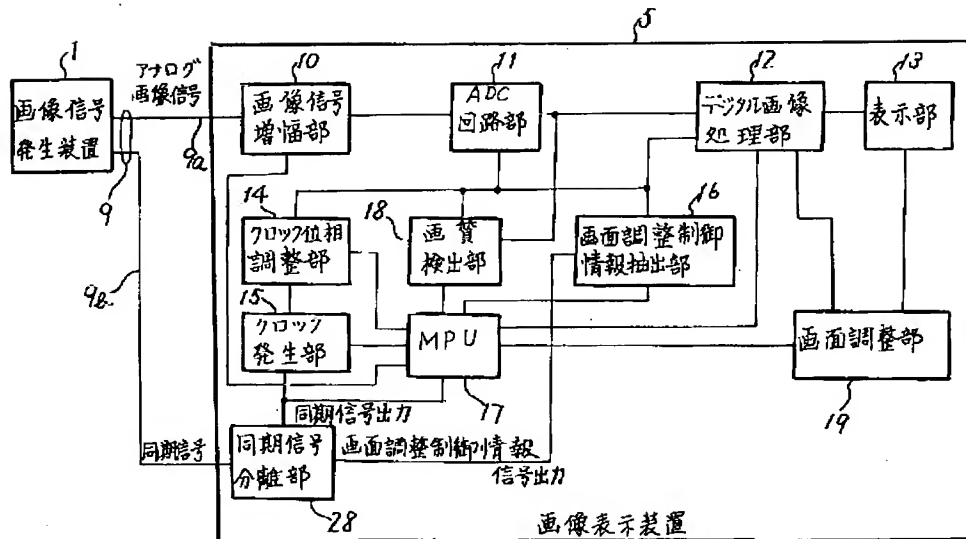 5
1
画像信号
発生装置
アナログ
画像信号
9
9a
10
画像信号
増幅部
11
ADC
回路部
12
デジタル画像
処理部
13
表示部
14
クロック位相
調整部
18
画質
検出部
16
画面調整制御
情報抽出部
15
クロック
発生部
MPU
17
画面調整部
19
9b
同期信号
同期信号出力
同期信号
分離部
28
画面調整制御情報
信号出力
画像表示装置